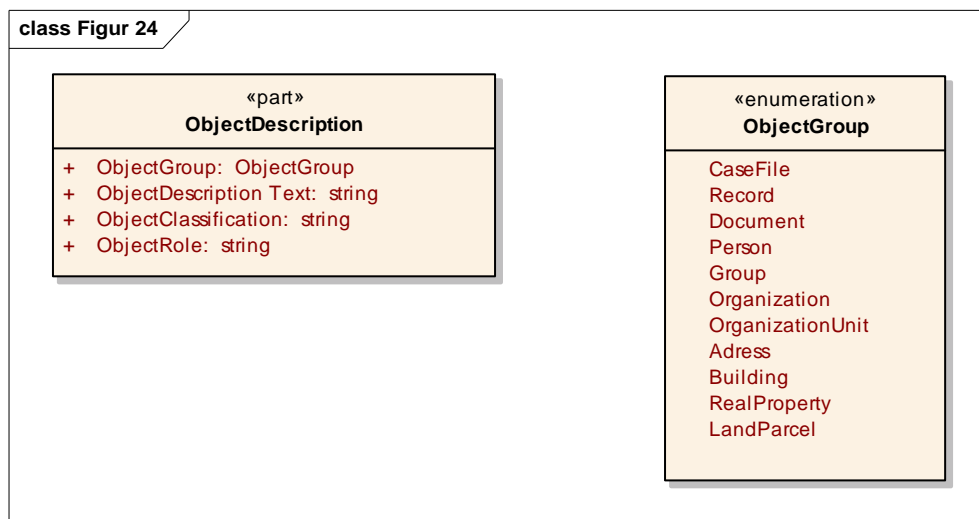 class Figur 24
«part»
ObjectDescription
+ ObjectGroup: ObjectGroup
+ ObjectDescription Text: string
+ ObjectClassification: string
+ ObjectRole: string
«enumeration»
ObjectGroup
CaseFile
Record
Document
Person
Group
Organization
OrganizationUnit
Adress
Building
RealProperty
LandParcel